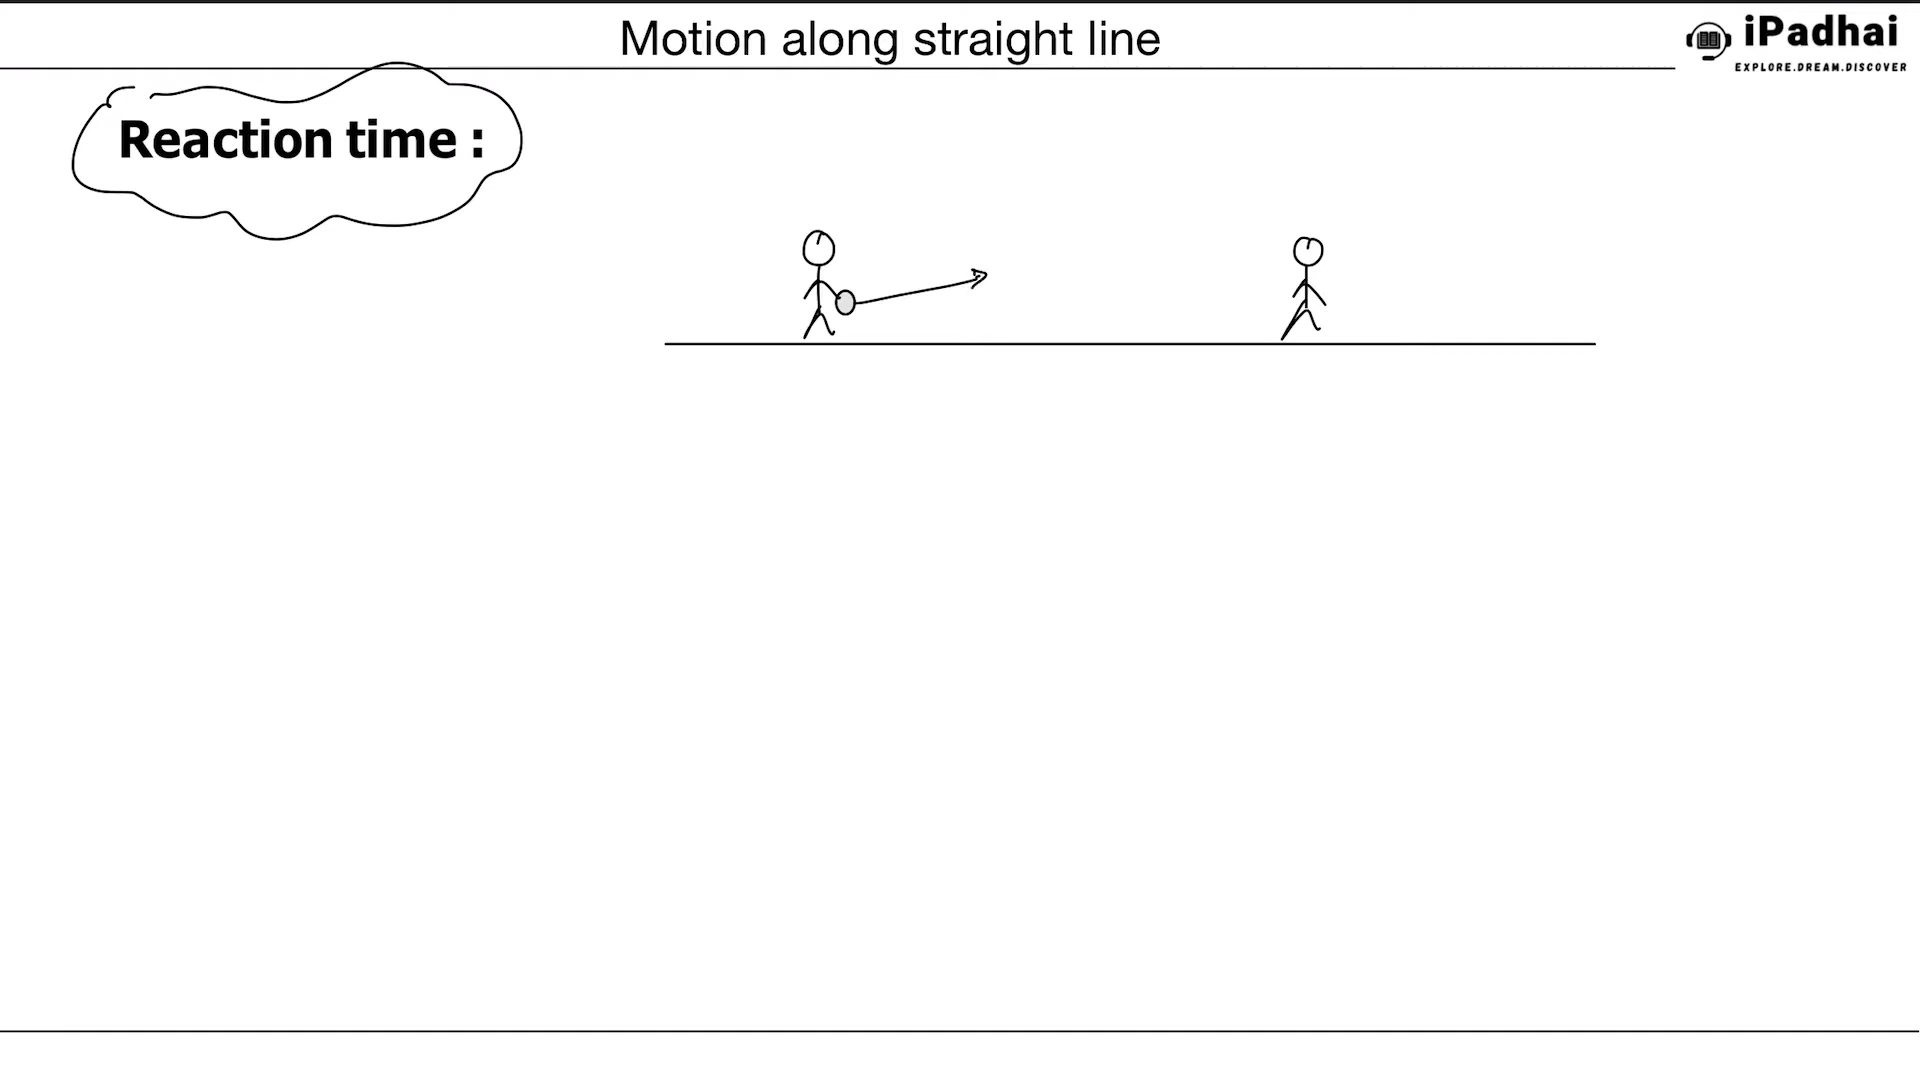 Motion along straight line
iPadhai
EXPLORE.DREAM.DISCOVER
Reaction time :